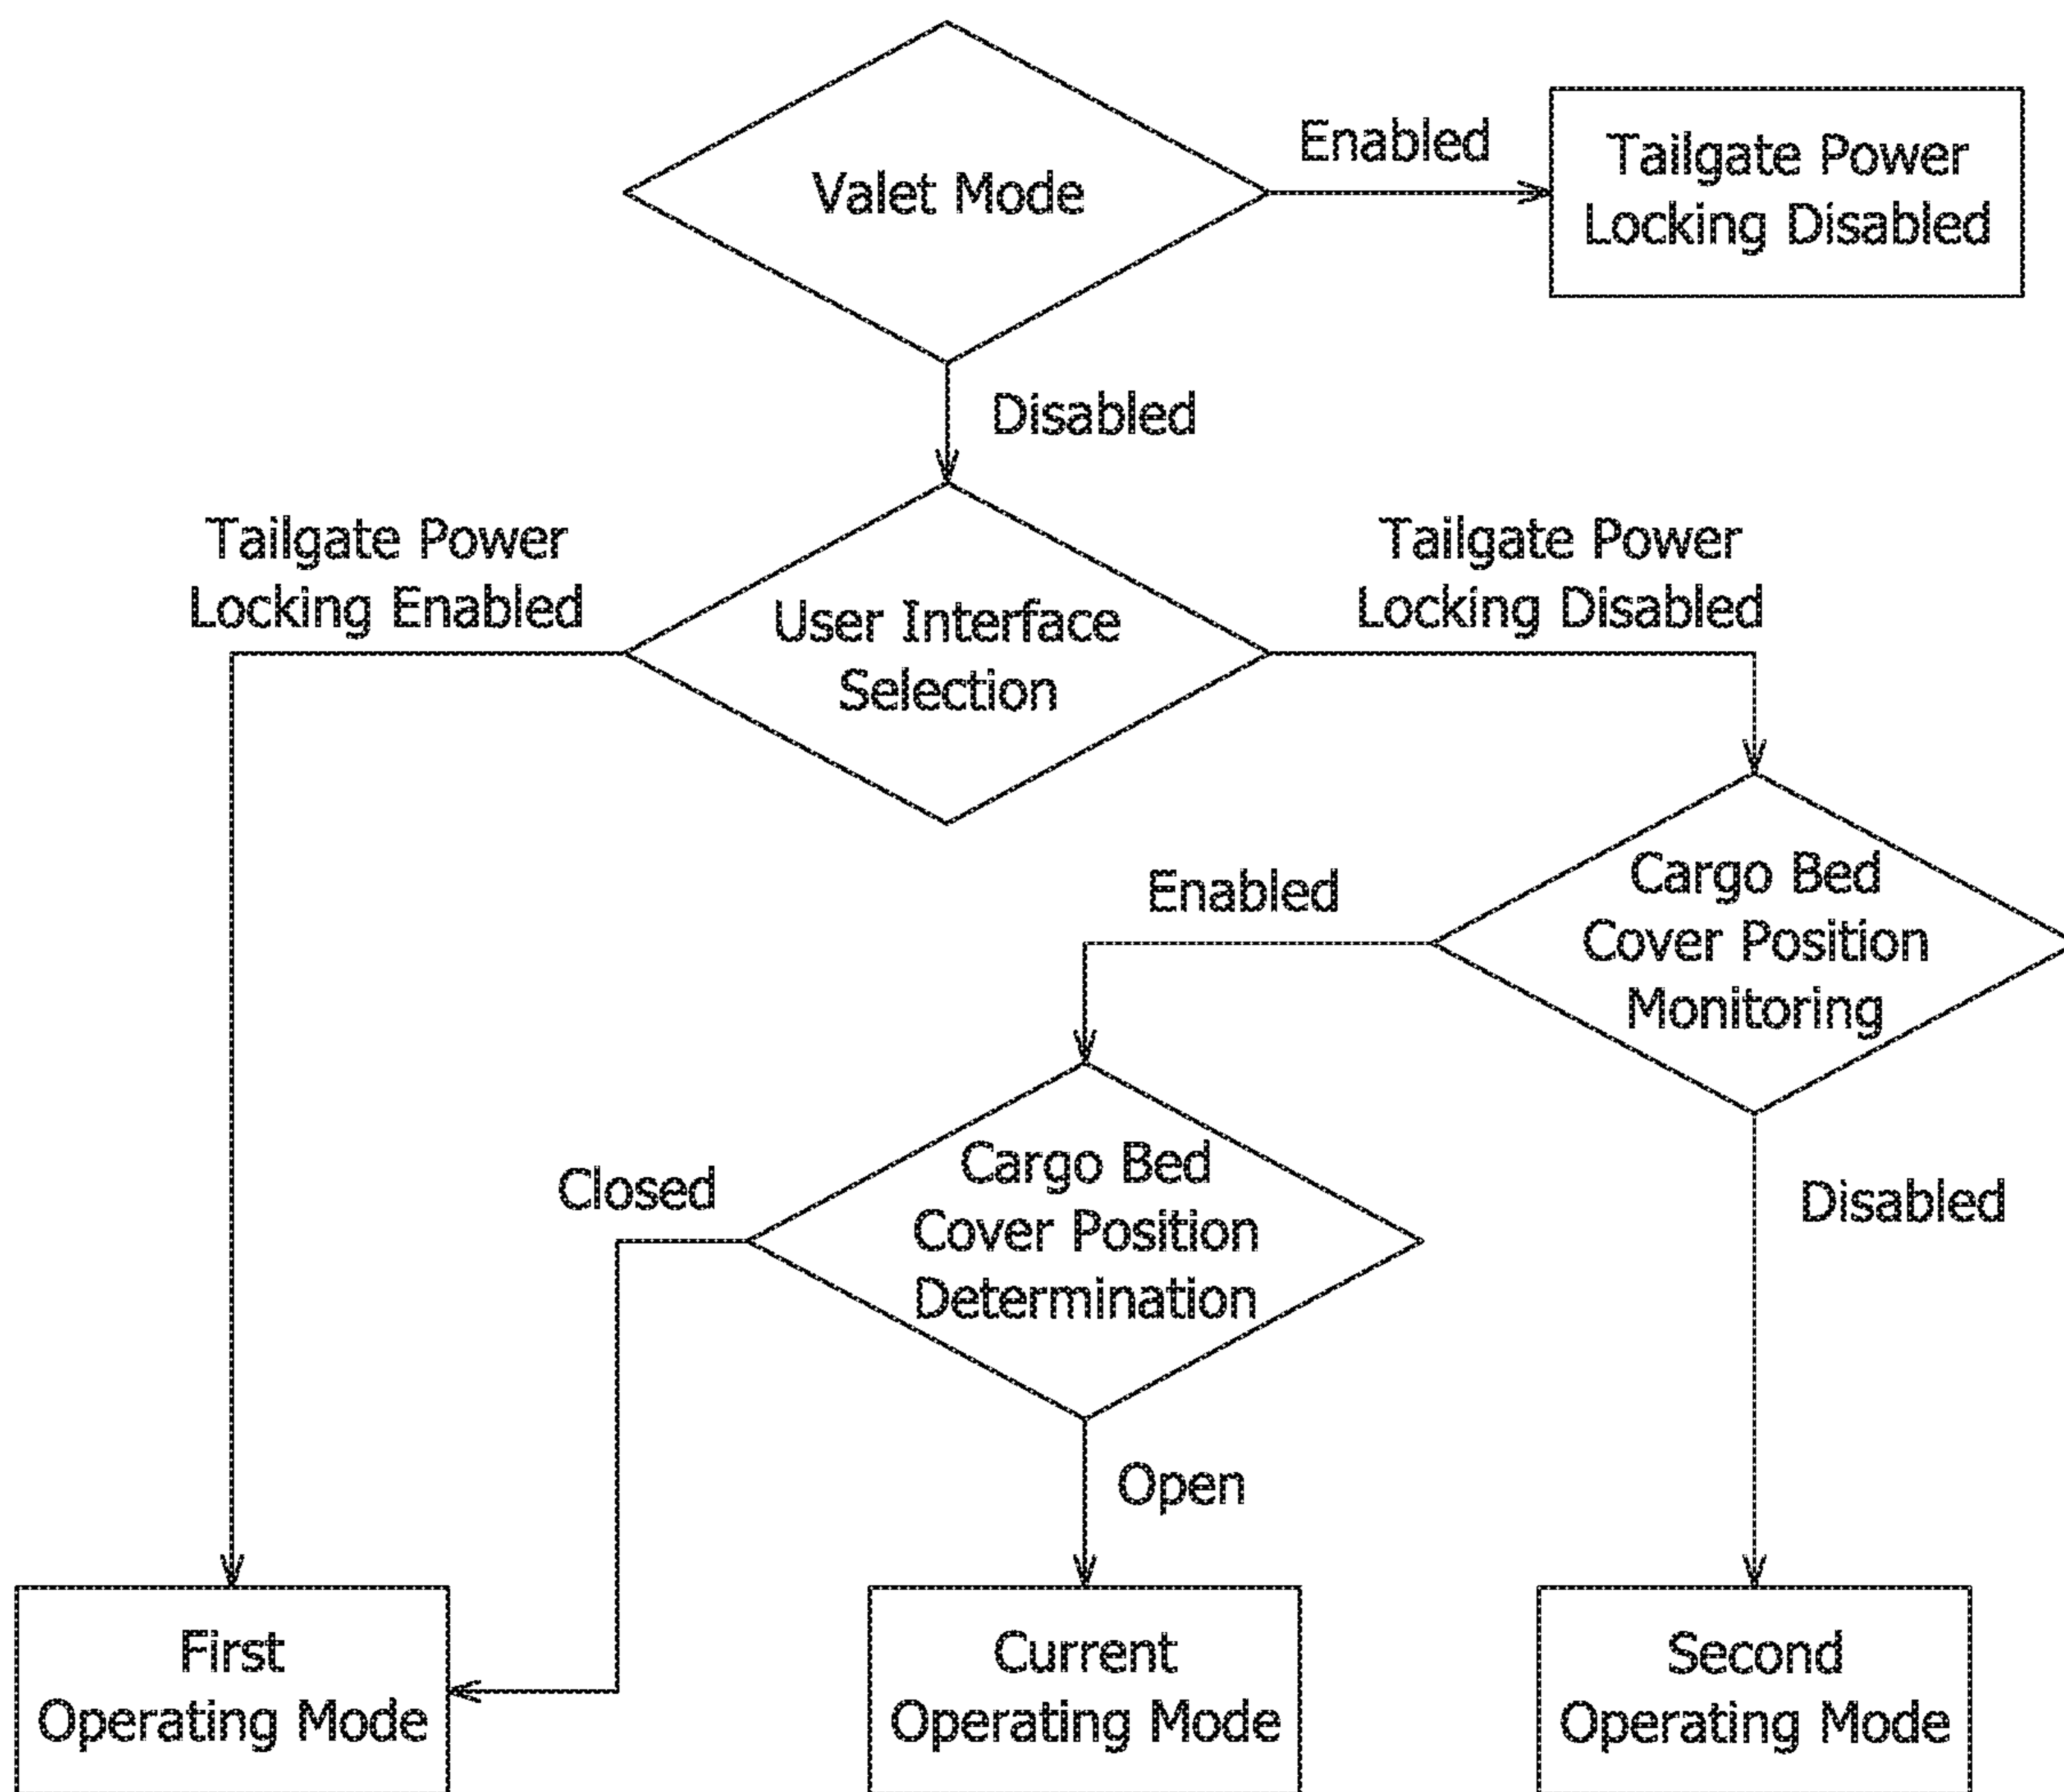 Valet Mode
Enabled
Tailgate Power
Locking Disabled
Disabled
Tailgate Power
Locking Enabled
User Interface
Selection
Tailgate Power
Locking Disabled
Cargo Bed
Cover Position
Monitoring
Enabled
Disabled
Cargo Bed
Cover Position
Determination
Closed
Open
First
Operating Mode
Current
Operating Mode
Second
Operating Mode